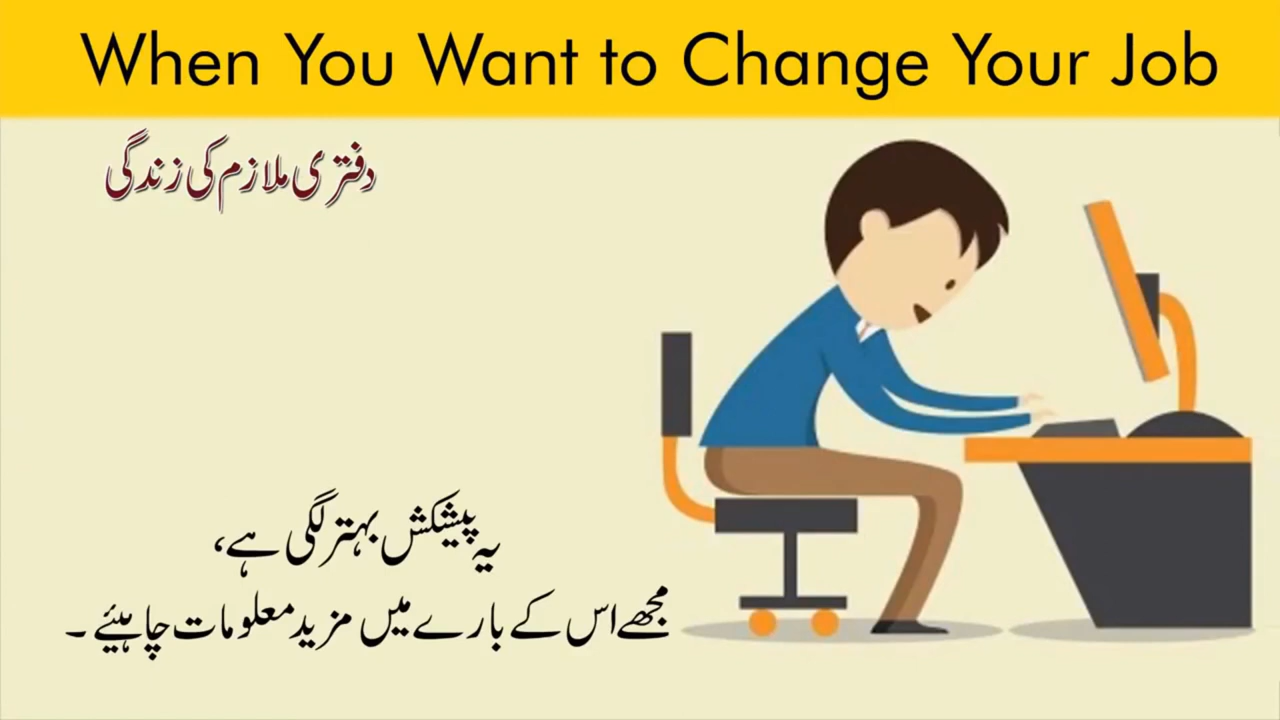 When You Want to Change Your Job
دفتری ملازم کی زندگی
یہ پیشکش بہتر لگی ہے،
مجھے اس کے بارے میں مزید معلومات چاہیئے ۔